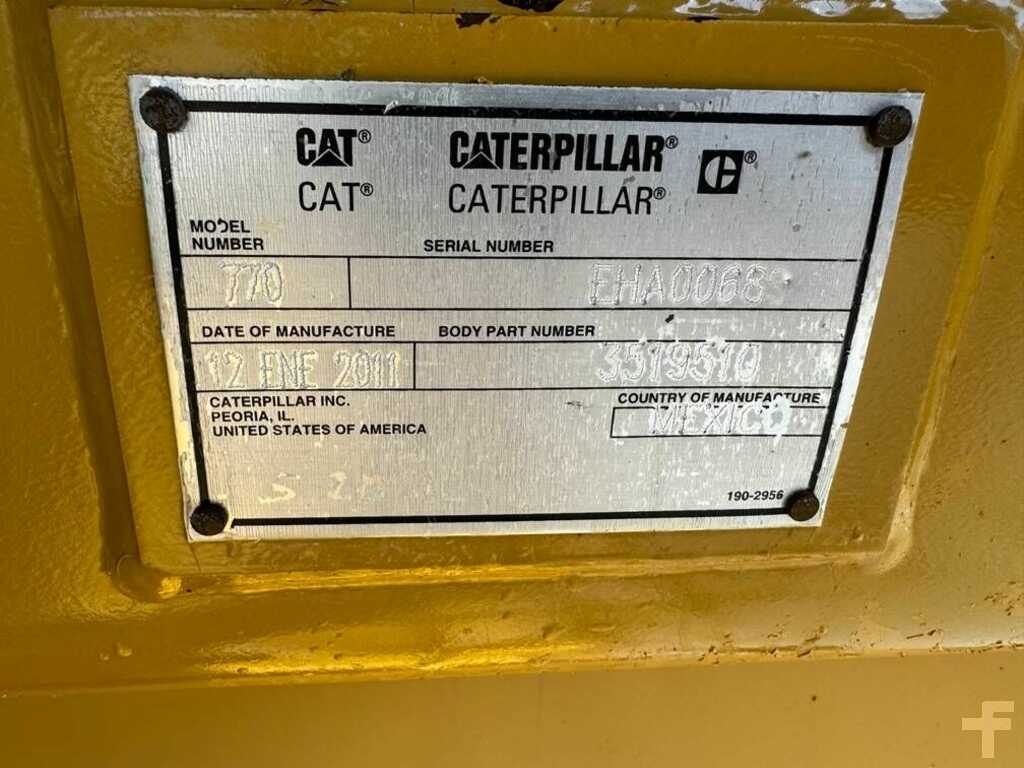 CAT® CATERPILLAR® C®
CAT® CATERPILLAR®
MODEL
NUMBER SERIAL NUMBER
770
DATE OF MANUFACTURE BODY PART NUMBER
12 ENE 2011 3519510
CATERPILLAR INC. COUNTRY OF MANUFACTURE
PEORIA, IL. MEXICO
UNITED STATES OF AMERICA
190-2956